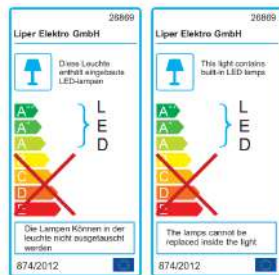 26869
Liper Elektro GmbH
Diese Leuchte
enthält eingebaute
LED-lampen
A++
A+
A
C
D
E
L
E
D
Die Lampen Können in der
leuchte nicht ausgetauscht
werden
874/2012
26869
Liper Elektro GmbH
This light contains
built-in LED lamps
A++
A+
A
C
D
E
L
E
D
The lamps cannot be
replaced inside the light
874/2012